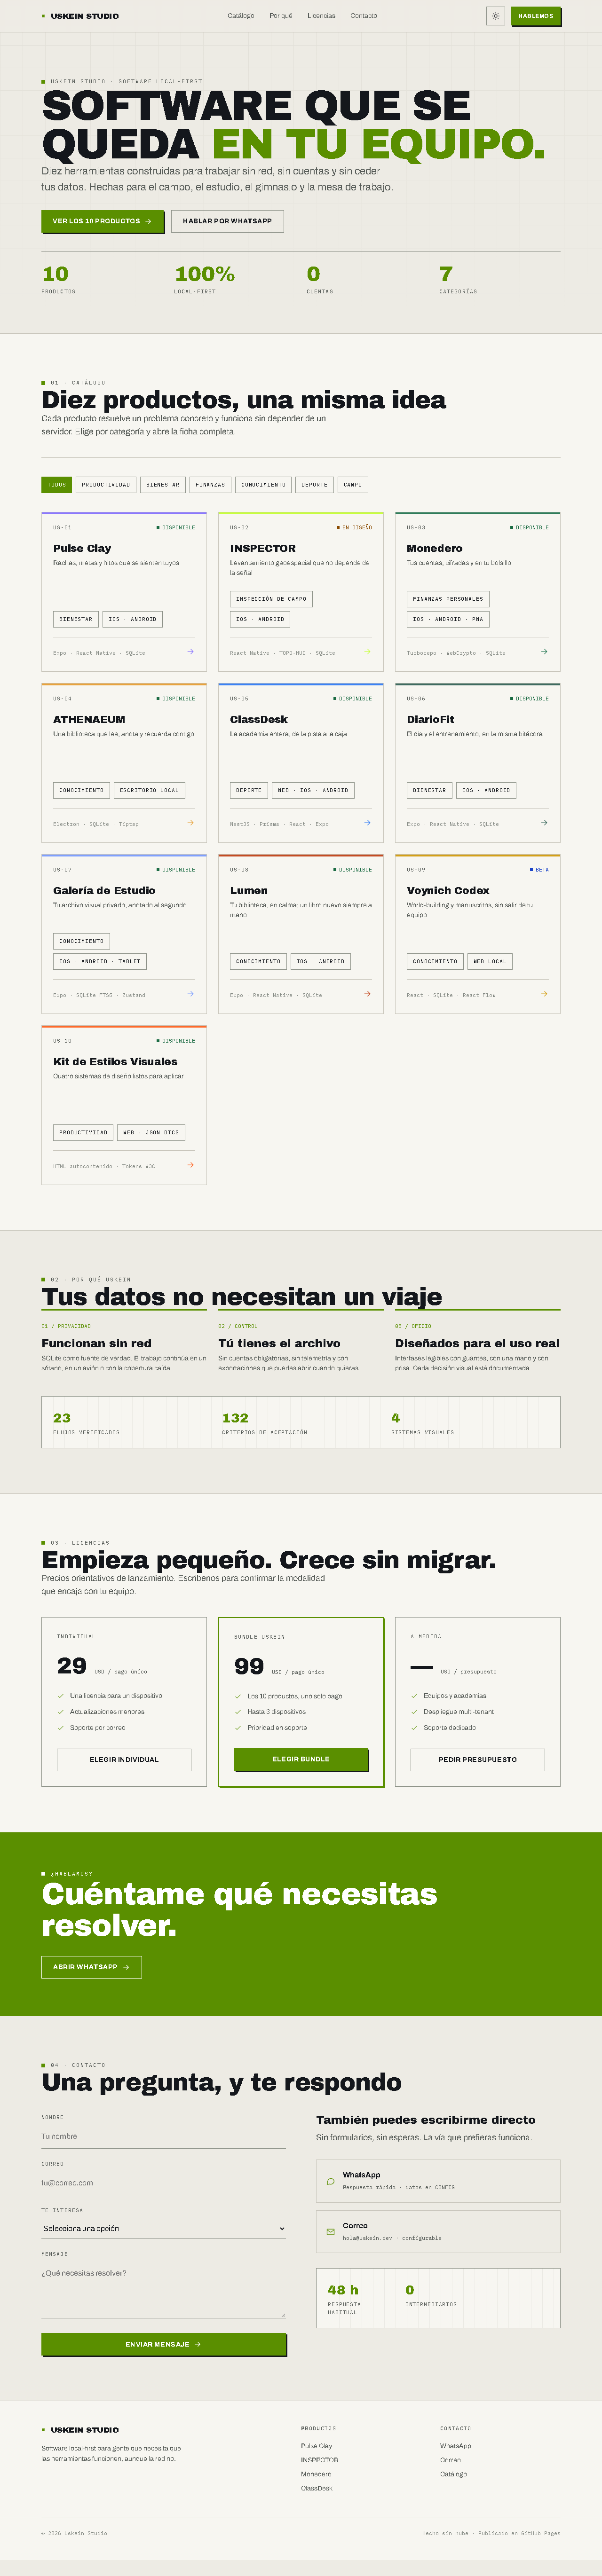 USKEIN STUDIO
Catálogo
Por qué
Licencias
Contacto
HABLEMOS
USKEIN STUDIO · SOFTWARE LOCAL-FIRST
SOFTWARE QUE SE
QUEDA EN TU EQUIPO.
Diez herramientas construidas para trabajar sin red, sin cuentas y sin ceder
tus datos. Hechas para el campo, el estudio, el gimnasio y la mesa de trabajo.
VER LOS 10 PRODUCTOS →
HABLAR POR WHATSAPP
10
PRODUCTOS
100%
LOCAL-FIRST
0
CUENTAS
7
CATEGORÍAS
01 · CATÁLOGO
Diez productos, una misma idea
Cada producto resuelve un problema concreto y funciona sin depender de un
servidor. Elige por categoría y abre la ficha completa.
TODOS
PRODUCTIVIDAD
BIENESTAR
FINANZAS
CONOCIMIENTO
DEPORTE
CAMPO
US-01
DISPONIBLE
Pulse Clay
Rachas, metas y hitos que se sienten tuyos
BIENESTAR
IOS · ANDROID
Expo · React Native · SQLite →
US-02
EN DISEÑO
INSPECTOR
Levantamiento geoespacial que no depende de
la señal
INSPECCIÓN DE CAMPO
IOS · ANDROID
React Native · TOPO-HUD · SQLite →
US-03
DISPONIBLE
Monedero
Tus cuentas, cifradas y en tu bolsillo
FINANZAS PERSONALES
IOS · ANDROID · PWA
Turborepo · WebCrypto · SQLite →
US-04
DISPONIBLE
ATHENAEUM
Una biblioteca que lee, anota y recuerda contigo
CONOCIMIENTO
ESCRITORIO LOCAL
Electron · SQLite · Tiptap →
US-05
DISPONIBLE
ClassDesk
La academia entera, de la pista a la caja
DEPORTE
WEB · IOS · ANDROID
NestJS · Prisma · React · Expo →
US-06
DISPONIBLE
DiarioFit
El día y el entrenamiento, en la misma bitácora
BIENESTAR
IOS · ANDROID
Expo · React Native · SQLite →
US-07
DISPONIBLE
Galería de Estudio
Tu archivo visual privado, anotado al segundo
CONOCIMIENTO
IOS · ANDROID · TABLET
Expo · SQLite FTS5 · Zustand →
US-08
DISPONIBLE
Lumen
Tu biblioteca, en calma; un libro nuevo siempre a
mano
CONOCIMIENTO
IOS · ANDROID
Expo · React Native · SQLite →
US-09
BETA
Voynich Codex
World-building y manuscritos, sin salir de tu
equipo
CONOCIMIENTO
WEB LOCAL
React · SQLite · React Flow →
US-10
DISPONIBLE
Kit de Estilos Visuales
Cuatro sistemas de diseño listos para aplicar
PRODUCTIVIDAD
WEB · JSON DTCG
HTML autocontenido · Tokens W3C →
02 · POR QUÉ USKEIN
Tus datos no necesitan un viaje
01 / PRIVACIDAD
Funcionan sin red
SQLite como fuente de verdad. El trabajo continúa en un
sótano, en un avión o con la cobertura caída.
02 / CONTROL
Tú tienes el archivo
Sin cuentas obligatorias, sin telemetría y con
exportaciones que puedes abrir cuando quieras.
03 / OFICIO
Diseñados para el uso real
Interfases legibles con guantes, con una mano y con
prisa. Cada decisión visual está documentada.
23
FLUJOS VERIFICADOS
132
CRITERIOS DE ACEPTACIÓN
4
SISTEMAS VISUALES
03 · LICENCIAS
Empieza pequeño. Crece sin migrar.
Precios orientativos de lanzamiento. Escríbenos para confirmar la modalidad
que encaja con tu equipo.
INDIVIDUAL
29 USD / pago único
Una licencia para un dispositivo
Actualizaciones menores
Soporte por correo
ELEGIR INDIVIDUAL
BUNDLE USKEIN
99 USD / pago único
Los 10 productos, uno solo pago
Hasta 3 dispositivos
Prioridad en soporte
ELEGIR BUNDLE
A MEDIDA
— USD / presupuesto
Equipos y academias
Despliegue multi-tenant
Soporte dedicado
PEDIR PRESUPUESTO
¿HABLAMOS?
Cuéntame qué necesitas
resolver.
ABRIR WHATSAPP →
04 · CONTACTO
Una pregunta, y te respondo
NOMBRE
Tu nombre
CORREO
tu@correo.com
TE INTERESA
Selecciona una opción
MENSAJE
¿Qué necesitas resolver?
ENVIAR MENSAJE →
También puedes escribirme directo
Sin formularios, sin esperas. La vía que prefieras funciona.
WhatsApp
Respuesta rápida · datos en CONFIG
Correo
hola@uskein.dev · configurable
48 h
RESPUESTA
HABITUAL
0
INTERMEDIARIOS
USKEIN STUDIO
Software local-first para gente que necesita que
las herramientas funcionen, aunque la red no.
PRODUCTOS
Pulse Clay
INSPECTOR
Monedero
ClassDesk
CONTACTO
WhatsApp
Correo
Catálogo
© 2026 Uskein Studio
Hecho sin nube · Publicado en GitHub Pages